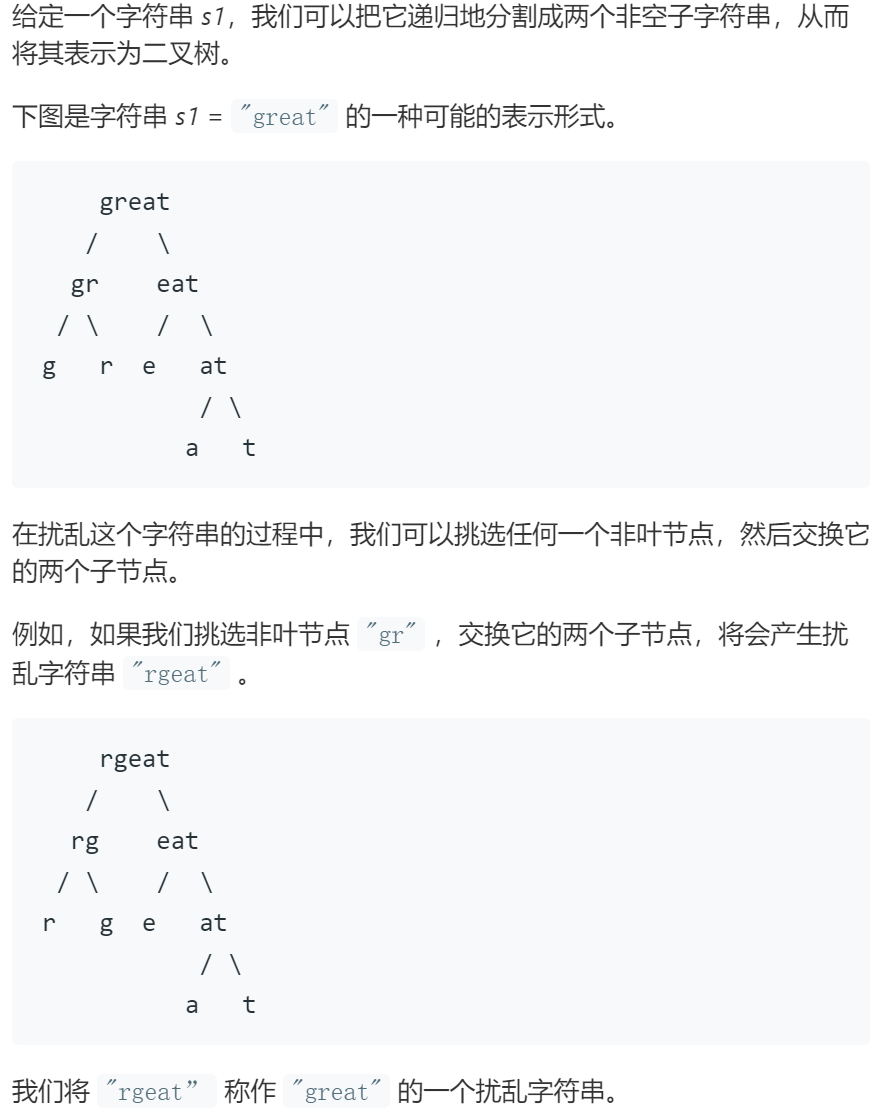 给定一个字符串 s1，我们可以把它递归地分割成两个非空子字符串，从而
将其表示为二叉树。
下图是字符串 s1 = "great" 的一种可能的表示形式。
great
/ \
gr eat
/ \ / \
g r e at
/ \
a t
在扰乱这个字符串的过程中，我们可以挑选任何一个非叶节点，然后交换它
的两个子节点。
例如，如果我们挑选非叶节点 "gr" ，交换它的两个子节点，将会产生扰
乱字符串 "rgeat" 。
rgeat
/ \
rg eat
/ \ / \
r g e at
/ \
a t
我们将 "rgeat” 称作 "great" 的一个扰乱字符串。